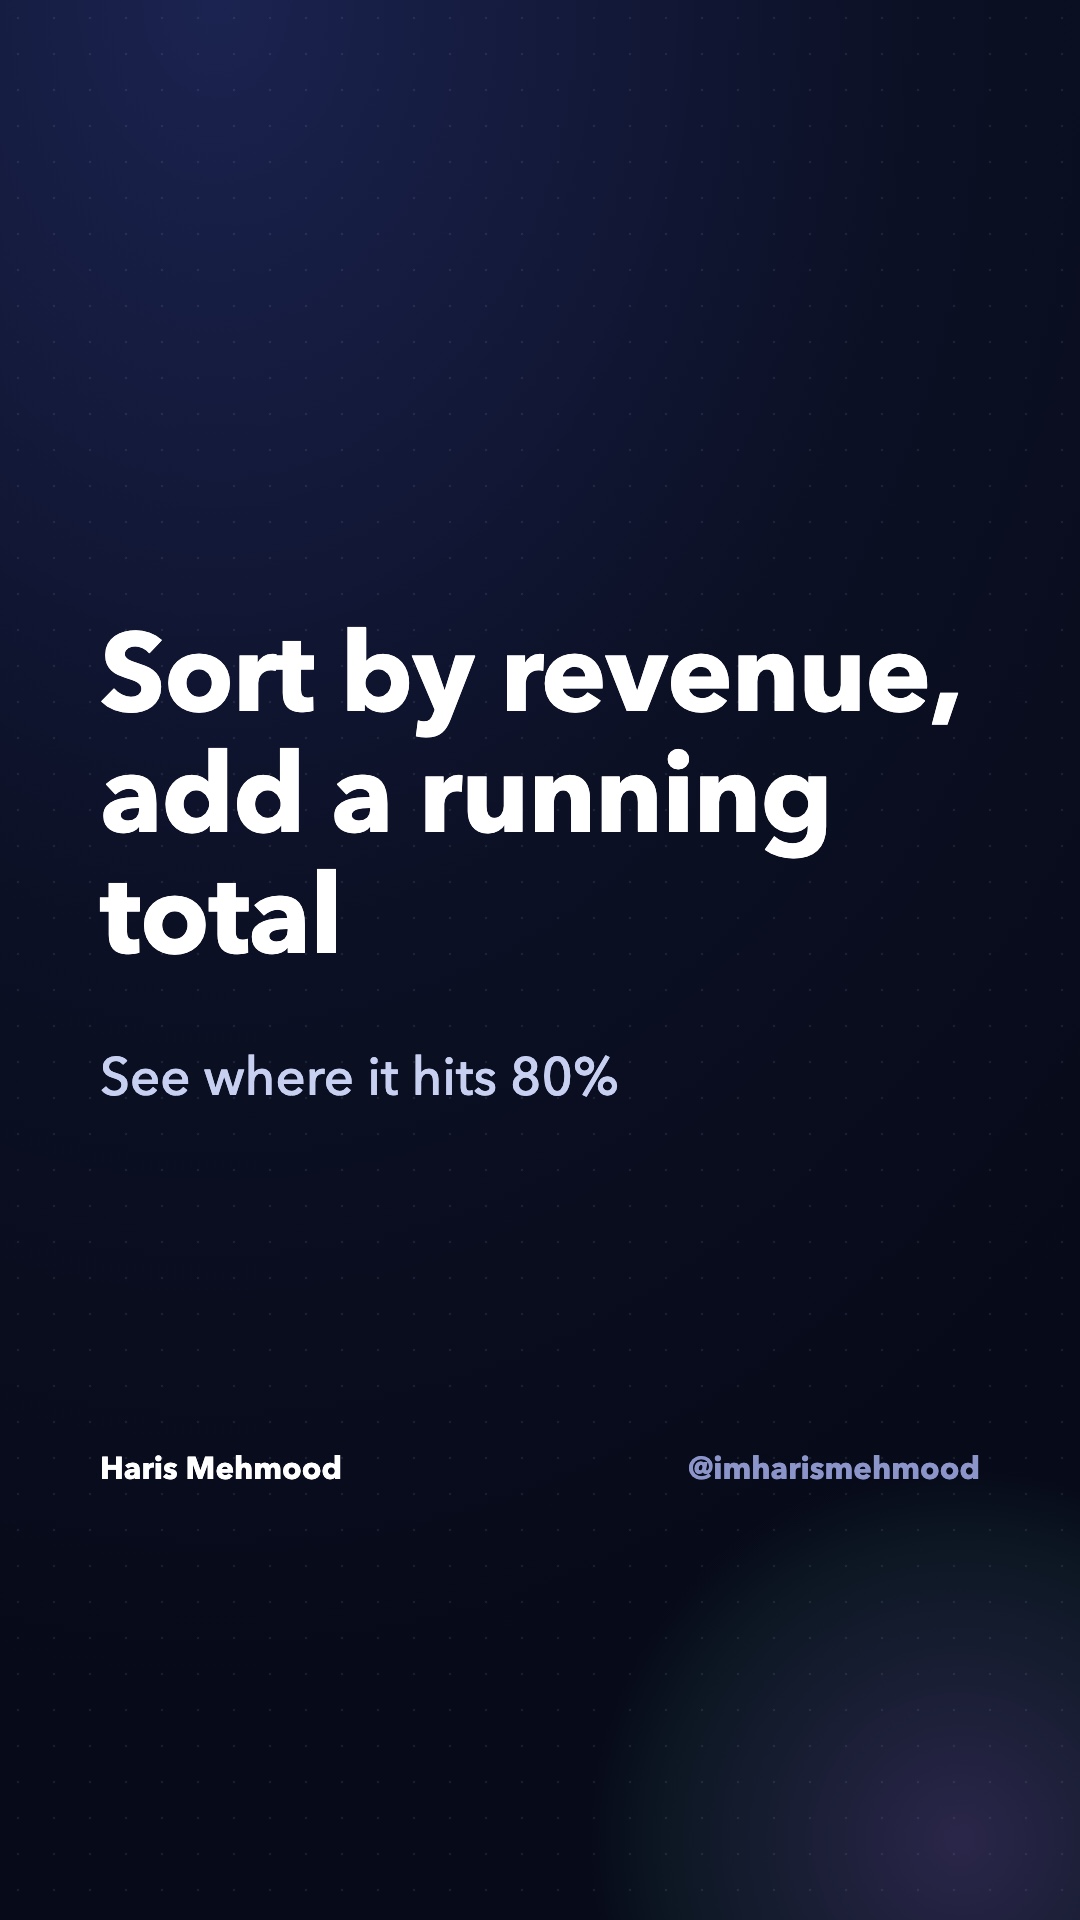 Sort by revenue,
add a running
total
See where it hits 80%
Haris Mehmood
@imharismehmood